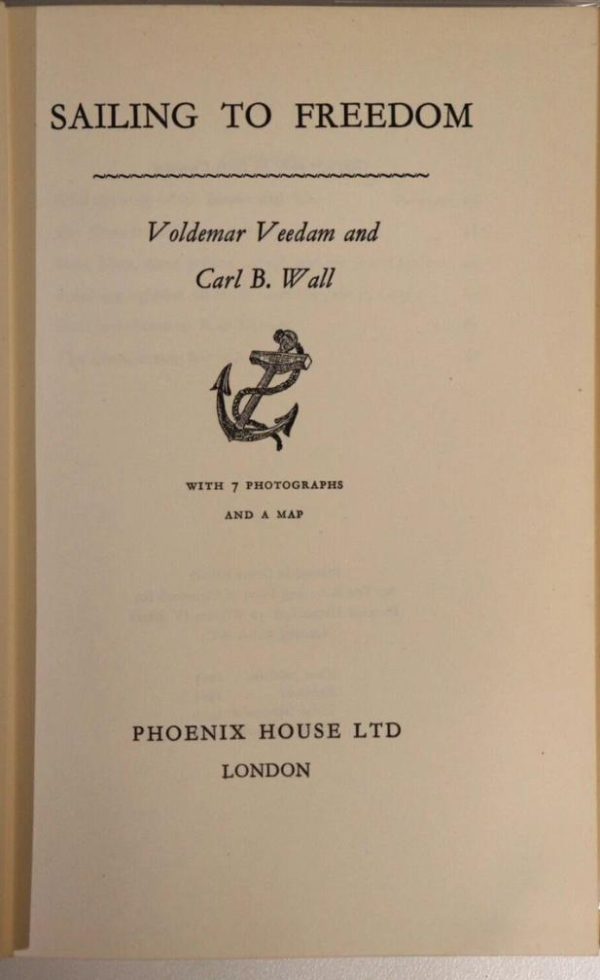 SAILING TO FREEDOM
Voldemar Veedam and
Carl B. Wall
WITH 7 PHOTOGRAPHS
AND A MAP
PHOENIX HOUSE LTD
LONDON